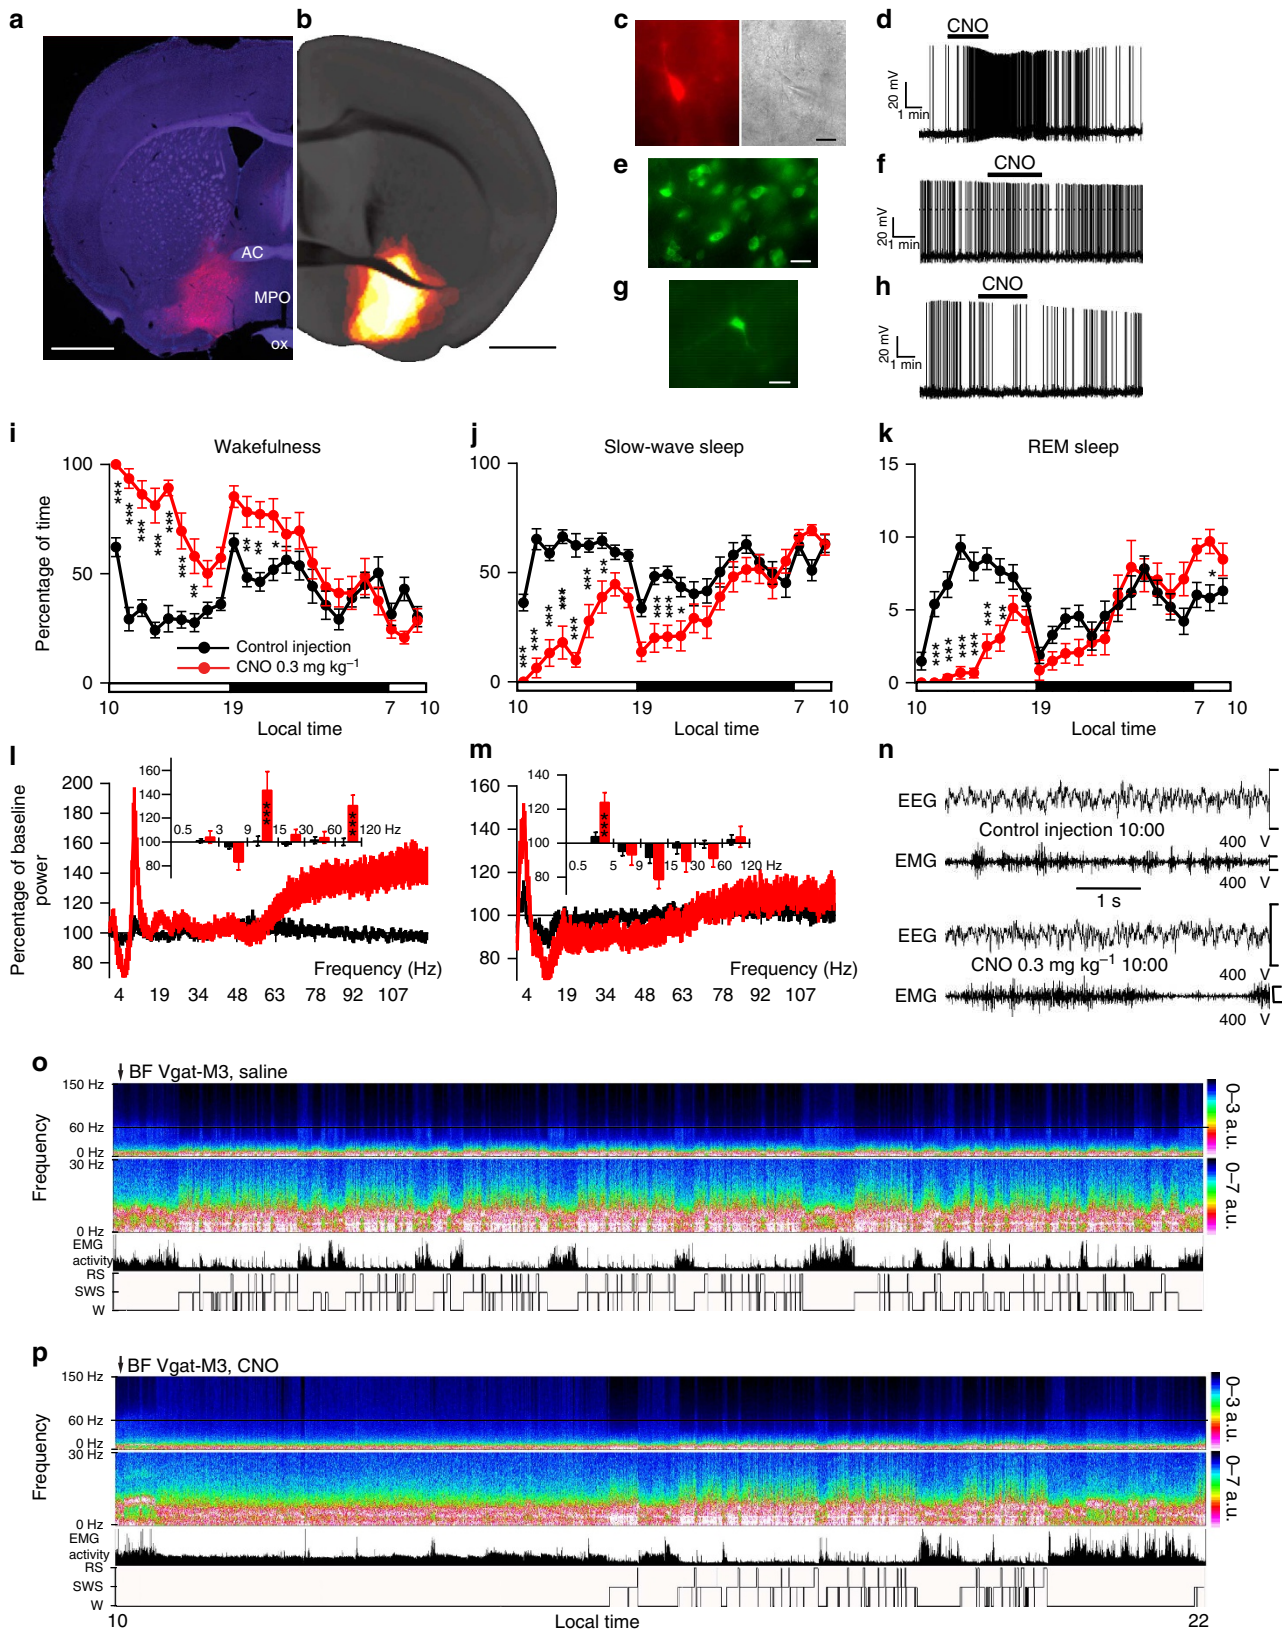 a
b
c
d
CNO
20 mV
1 min
AC
MPO
ox
e
f
CNO
20 mV
1 min
g
h
CNO
20 mV
1 min
i
Wakefulness
Percentage of time
100
50
0
***
***
***
***
***
***
**
**
**
*
Control injection
CNO 0.3 mg kg⁻¹
10
19
7
10
Local time
j
Slow-wave sleep
100
50
0
***
***
***
***
***
***
**
***
***
*
10
19
7
10
Local time
k
REM sleep
15
10
5
0
***
***
***
***
***
**
*
10
19
7
10
Local time
l
Percentage of baseline power
200
180
160
140
120
100
80
160
140
120
100
80
0.5
3
9
15
30
60
120 Hz
***
***
Frequency (Hz)
4 19 34 48 63 78 92 107
m
160
140
120
100
80
140
120
100
80
0.5
5
9
15
30
60
120 Hz
***
Frequency (Hz)
4 19 34 48 63 78 92 107
n
EEG
Control injection 10:00
400 V
EMG
400 V
1 s
EEG
CNO 0.3 mg kg⁻¹ 10:00
400 V
EMG
400 V
o
BF Vgat-M3, saline
Frequency
150 Hz
60 Hz
0 Hz
30 Hz
0 Hz
0–3 a.u.
0–7 a.u.
EMG
activity
RS
SWS
W
p
BF Vgat-M3, CNO
Frequency
150 Hz
60 Hz
0 Hz
30 Hz
0 Hz
0–3 a.u.
0–7 a.u.
EMG
activity
RS
SWS
W
10
Local time
22